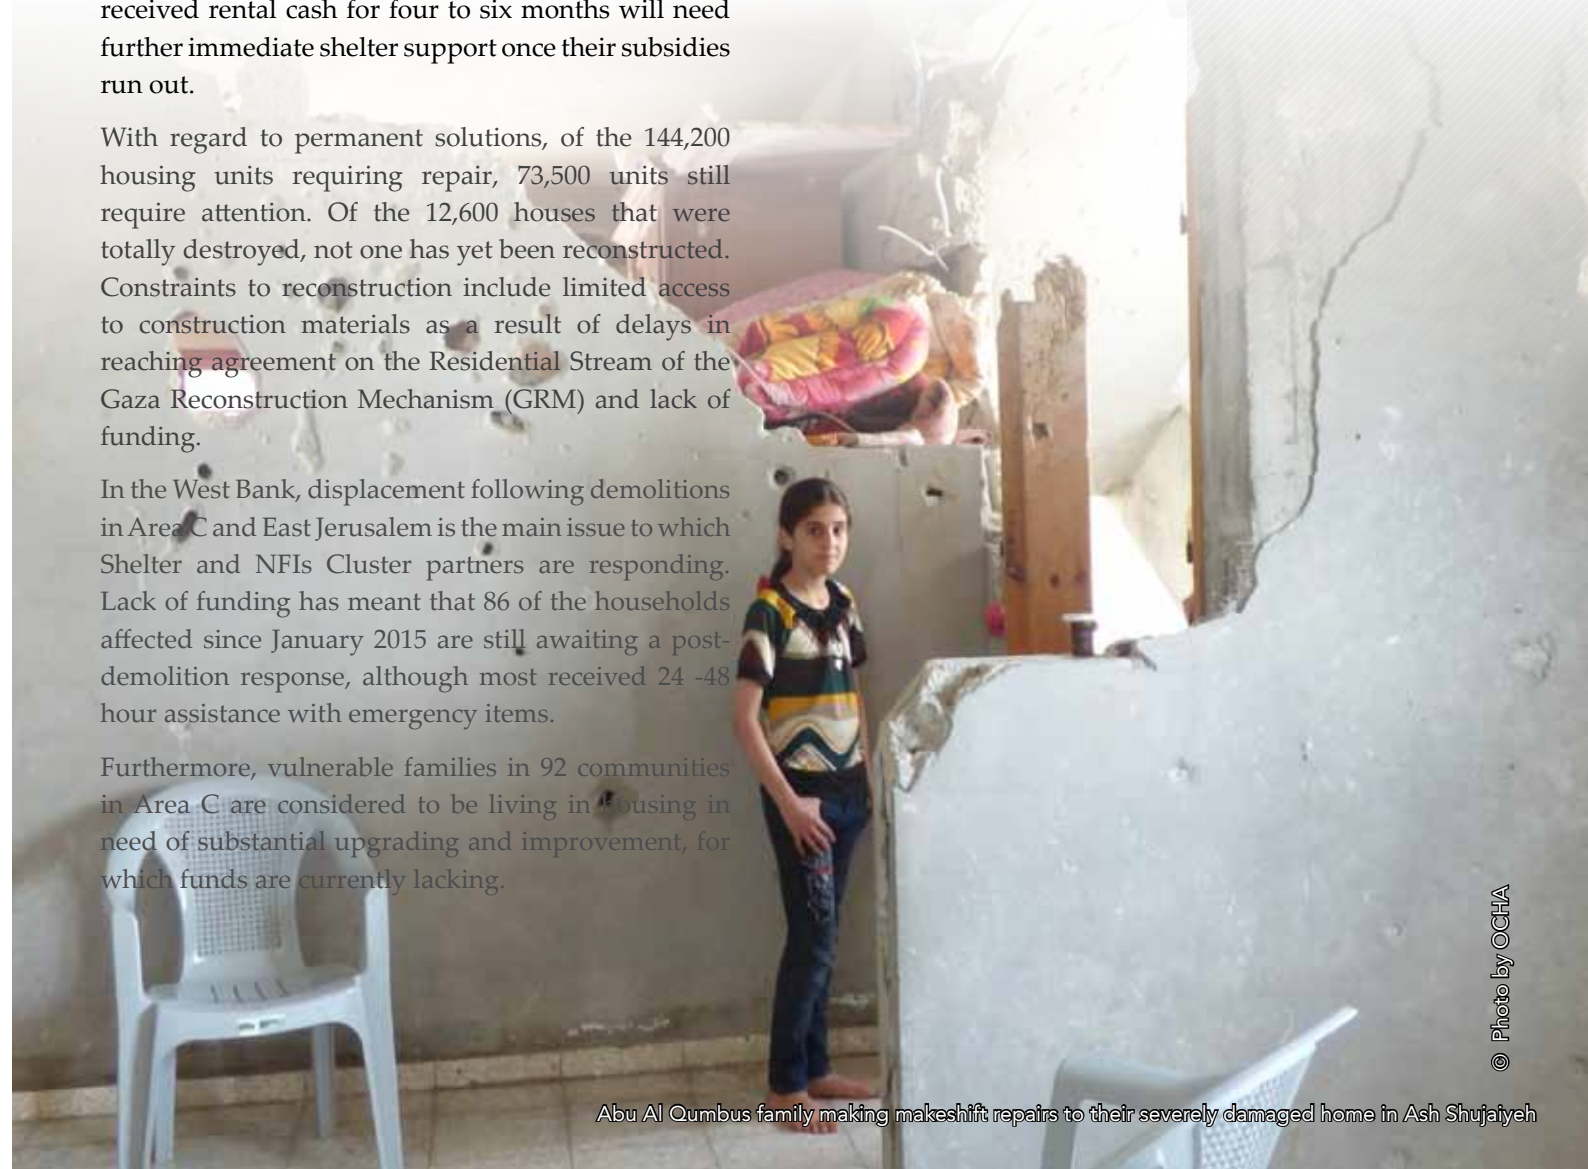 received rental cash for four to six months will need
further immediate shelter support once their subsidies
run out.
With regard to permanent solutions, of the 144,200
housing units requiring repair, 73,500 units still
require attention. Of the 12,600 houses that were
totally destroyed, not one has yet been reconstructed.
Constraints to reconstruction include limited access
to construction materials as a result of delays in
reaching agreement on the Residential Stream of the
Gaza Reconstruction Mechanism (GRM) and lack of
funding.
In the West Bank, displacement following demolitions
in Area C and East Jerusalem is the main issue to which
Shelter and NFIs Cluster partners are responding.
Lack of funding has meant that 86 of the households
affected since January 2015 are still awaiting a post-
demolition response, although most received 24 -48
hour assistance with emergency items.
Furthermore, vulnerable families in 92 communities
in Area C are considered to be living in housing in
need of substantial upgrading and improvement, for
which funds are currently lacking.
© Photo by OCHA
Abu Al Qumbus family making makeshift repairs to their severely damaged home in Ash Shujaiyeh